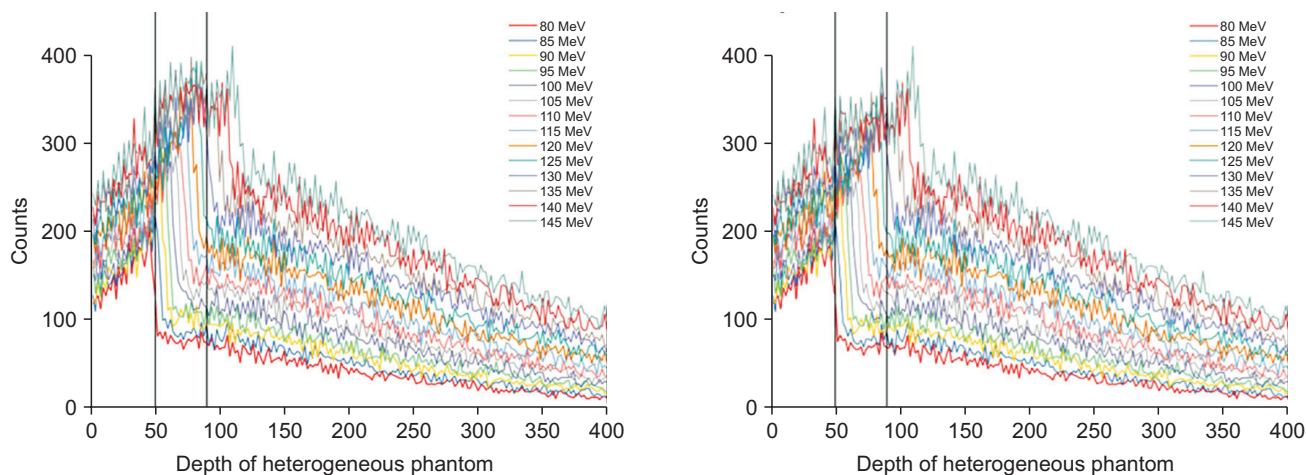 400
300
200
100
0
Counts
0 50 100 150 200 250 300 350 400
Depth of heterogeneous phantom
80 MeV
85 MeV
90 MeV
95 MeV
100 MeV
105 MeV
110 MeV
115 MeV
120 MeV
125 MeV
130 MeV
135 MeV
140 MeV
145 MeV
400
300
200
100
0
Counts
0 50 100 150 200 250 300 350 400
Depth of heterogeneous phantom
80 MeV
85 MeV
90 MeV
95 MeV
100 MeV
105 MeV
110 MeV
115 MeV
120 MeV
125 MeV
130 MeV
135 MeV
140 MeV
145 MeV